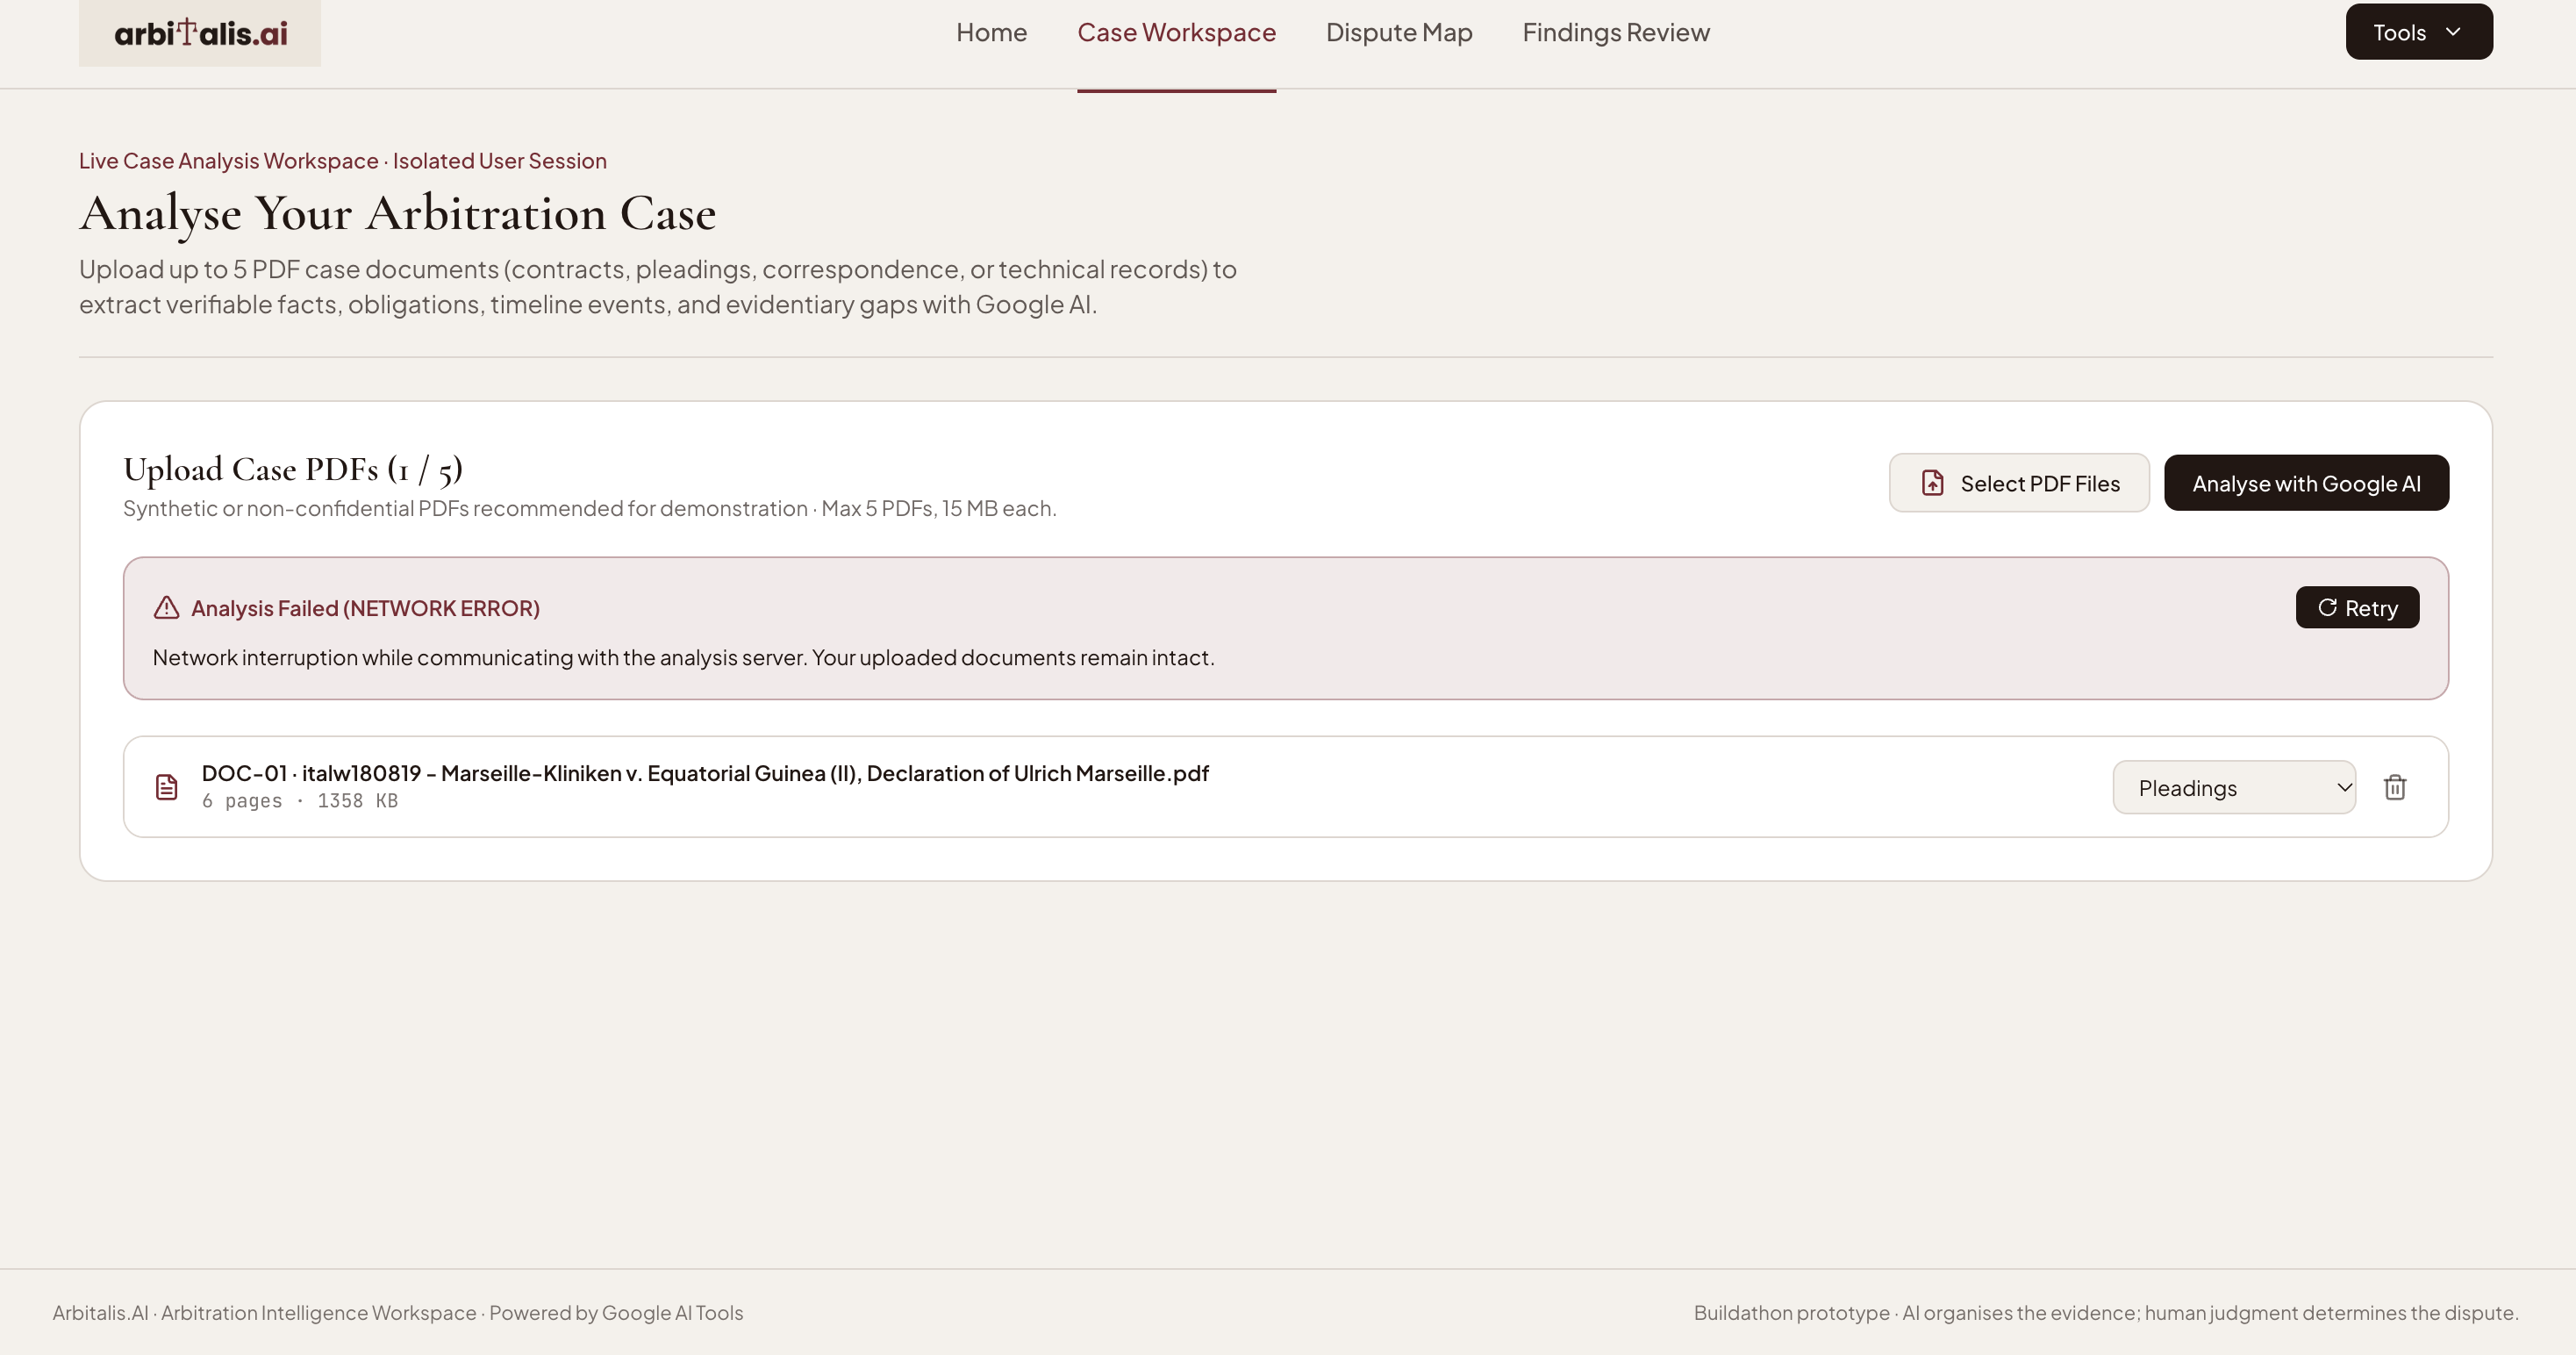 arbitalis.ai
Home
Case Workspace
Dispute Map
Findings Review
Tools
Live Case Analysis Workspace · Isolated User Session
Analyse Your Arbitration Case
Upload up to 5 PDF case documents (contracts, pleadings, correspondence, or technical records) to
extract verifiable facts, obligations, timeline events, and evidentiary gaps with Google AI.
Upload Case PDFs (1 / 5)
Synthetic or non-confidential PDFs recommended for demonstration · Max 5 PDFs, 15 MB each.
Select PDF Files
Analyse with Google AI
Analysis Failed (NETWORK ERROR)
Retry
Network interruption while communicating with the analysis server. Your uploaded documents remain intact.
DOC-01 · italw180819 - Marseille-Kliniken v. Equatorial Guinea (II), Declaration of Ulrich Marseille.pdf
6 pages · 1358 KB
Pleadings
Arbitalis.AI · Arbitration Intelligence Workspace · Powered by Google AI Tools
Buildathon prototype · AI organises the evidence; human judgment determines the dispute.